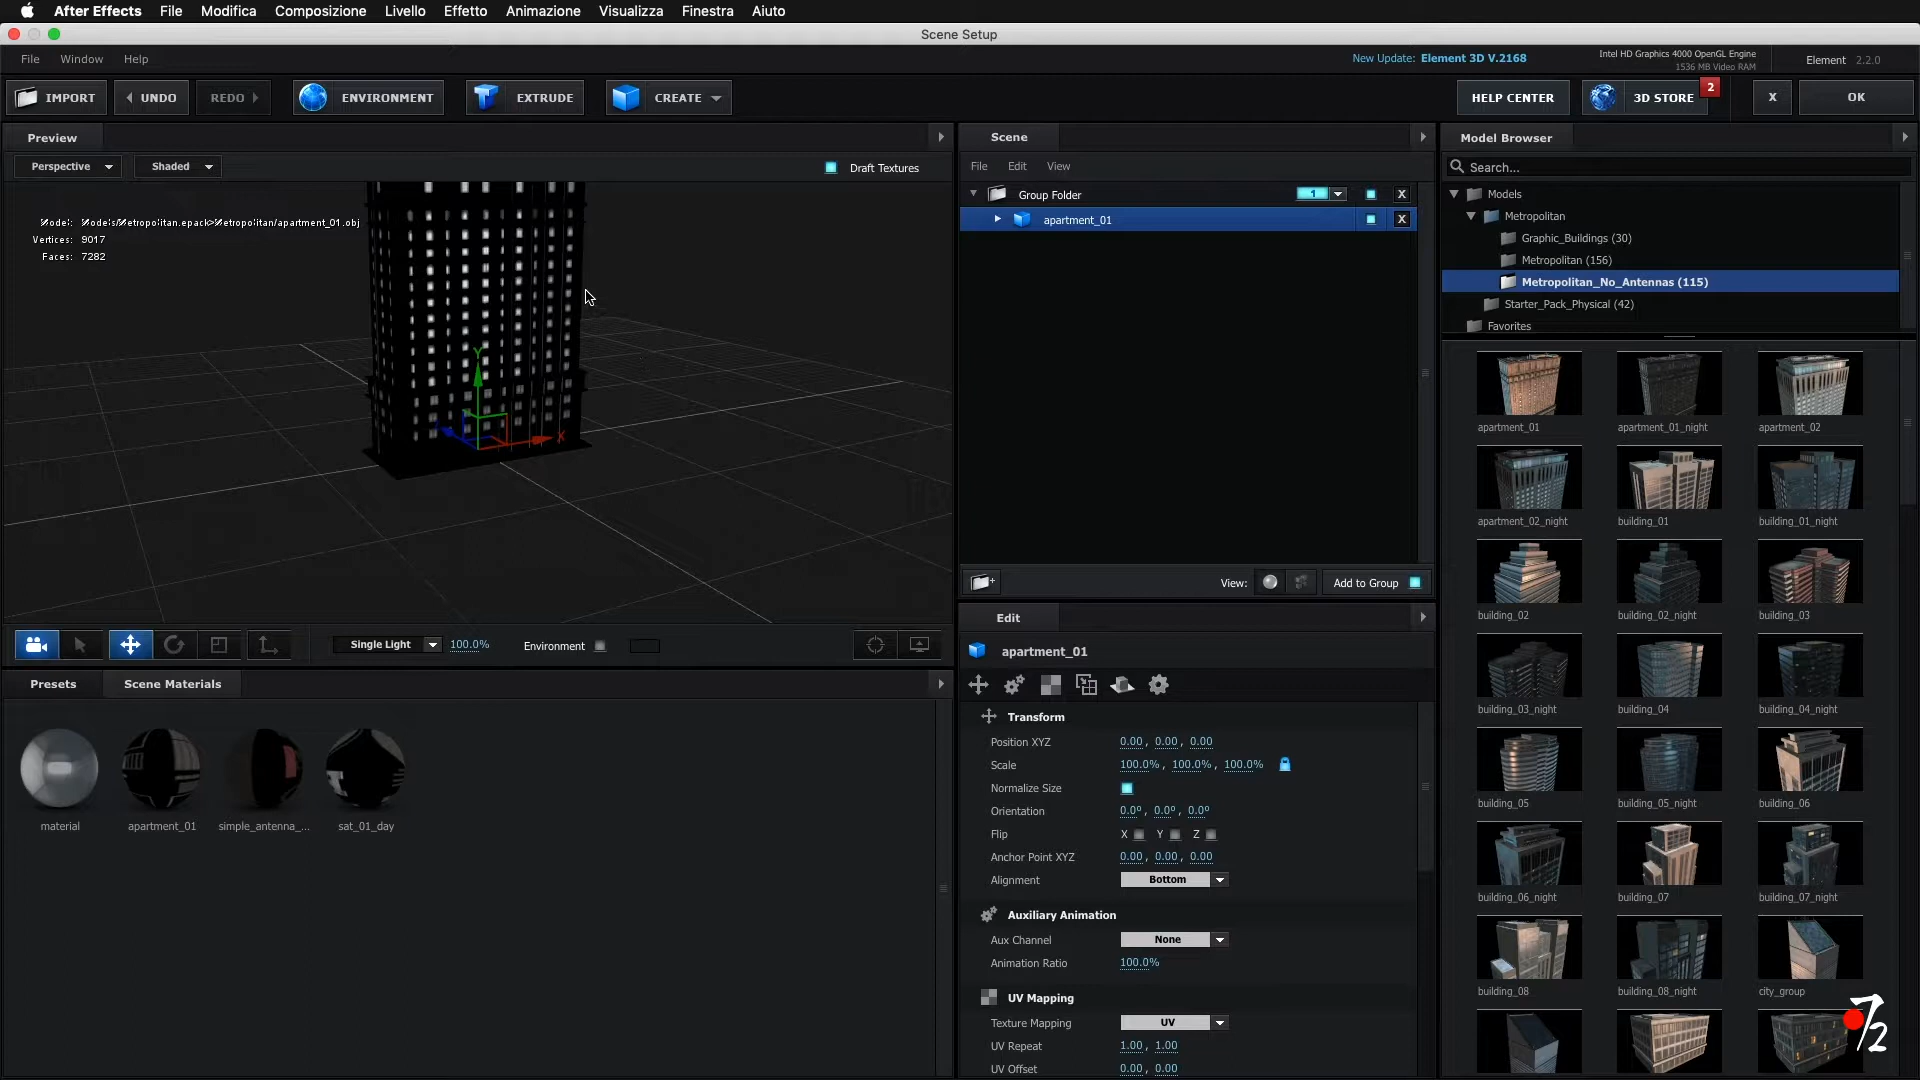 After Effects File Modifica Composizione Livello Effetto Animazione Visualizza Finestra Aiuto
Scene Setup
File Window Help
New Update: Element 3D V.2168
Intel HD Graphics 4000 OpenGL Engine
1536 MB Video RAM
Element 2.2.0
IMPORT UNDO REDO ENVIRONMENT EXTRUDE CREATE HELP CENTER 3D STORE 2 X OK
Preview
Perspective Shaded Draft Textures
Model: Models/Metropolitan.epack>Metropolitan/apartment_01.obj
Vertices: 9017
Faces: 7282
Y
X
Single Light 100.0% Environment
Presets Scene Materials
material apartment_01 simple_antenna_... sat_01_day
Scene
File Edit View
Group Folder 1 X
apartment_01 X
View: Add to Group
Edit
apartment_01
Transform
Position XYZ 0.00, 0.00, 0.00
Scale 100.0%, 100.0%, 100.0%
Normalize Size
Orientation 0.0°, 0.0°, 0.0°
Flip X Y Z
Anchor Point XYZ 0.00, 0.00, 0.00
Alignment Bottom
Auxiliary Animation
Aux Channel None
Animation Ratio 100.0%
UV Mapping
Texture Mapping UV
UV Repeat 1.00, 1.00
UV Offset 0.00, 0.00
Model Browser
Search...
Models
Metropolitan
Graphic_Buildings (30)
Metropolitan (156)
Metropolitan_No_Antennas (115)
Starter_Pack_Physical (42)
Favorites
apartment_01 apartment_01_night apartment_02
apartment_02_night building_01 building_01_night
building_02 building_02_night building_03
building_03_night building_04 building_04_night
building_05 building_05_night building_06
building_06_night building_07 building_07_night
building_08 building_08_night city_group
7/2